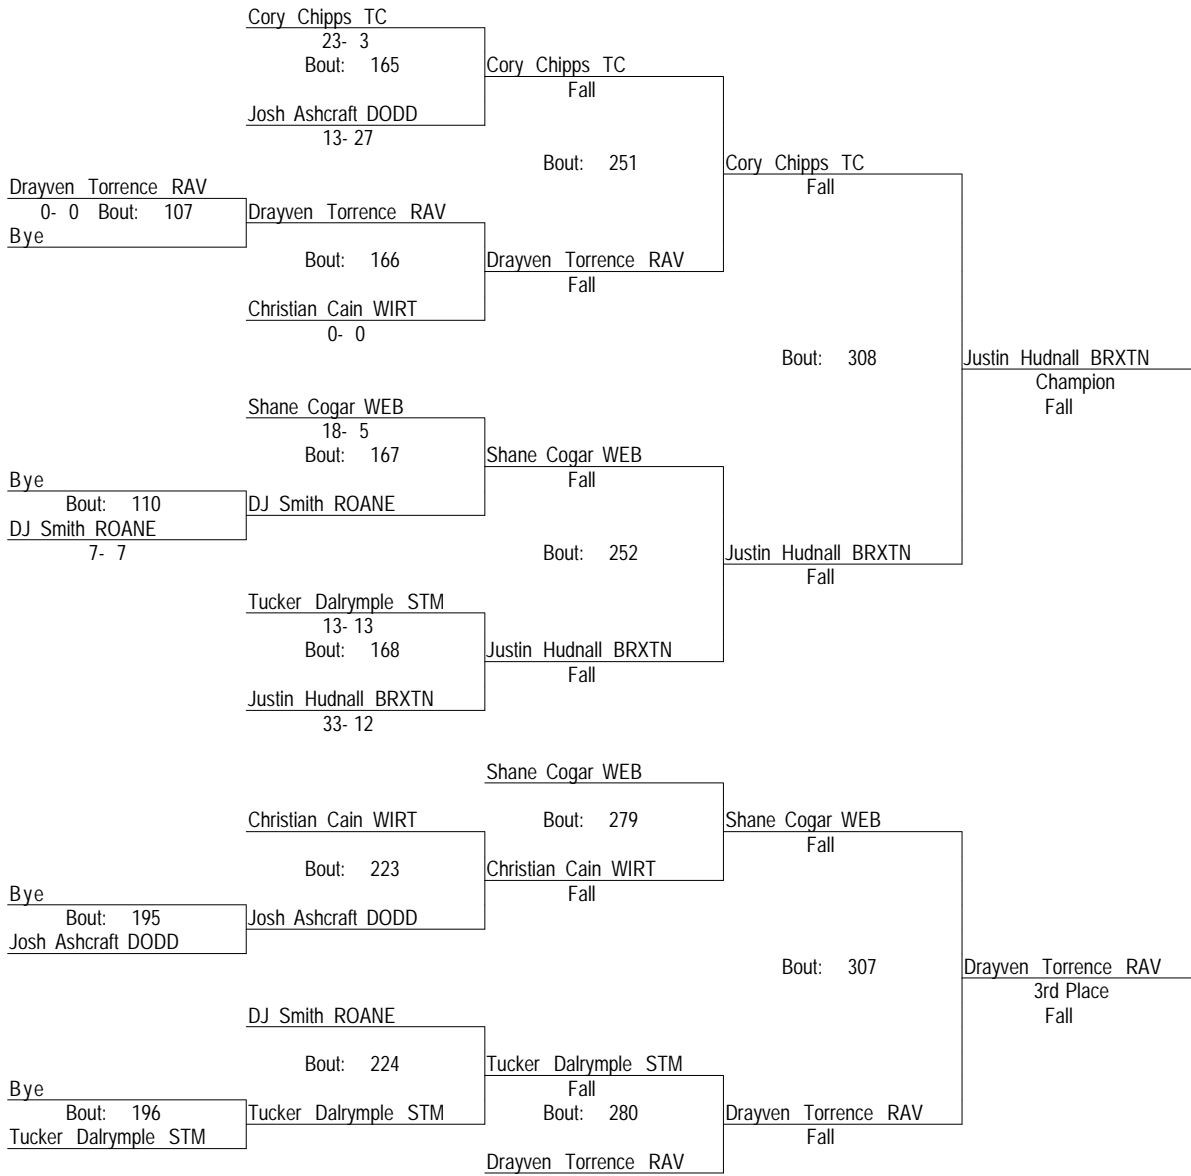 Cory Chipps TC
23- 3
Bout: 165
Cory Chipps TC
Fall
Josh Ashcraft DODD
13- 27
Bout: 251
Cory Chipps TC
Fall
Drayven Torrence RAV
0- 0 Bout: 107
Bye
Drayven Torrence RAV
Bout: 166
Drayven Torrence RAV
Fall
Christian Cain WIRT
0- 0
Bout: 308
Justin Hudnall BRXTN
Champion
Fall
Shane Cogar WEB
18- 5
Bout: 167
Shane Cogar WEB
Fall
Bye
Bout: 110
DJ Smith ROANE
DJ Smith ROANE
7- 7
Bout: 252
Justin Hudnall BRXTN
Fall
Tucker Dalrymple STM
13- 13
Bout: 168
Justin Hudnall BRXTN
Fall
Justin Hudnall BRXTN
33- 12
Shane Cogar WEB
Christian Cain WIRT
Bout: 279
Shane Cogar WEB
Fall
Bout: 223
Christian Cain WIRT
Fall
Bye
Bout: 195
Josh Ashcraft DODD
Josh Ashcraft DODD
Bout: 307
Drayven Torrence RAV
3rd Place
Fall
DJ Smith ROANE
Bout: 224
Tucker Dalrymple STM
Fall
Bye
Bout: 196
Tucker Dalrymple STM
Bout: 280
Drayven Torrence RAV
Fall
Tucker Dalrymple STM
Drayven Torrence RAV